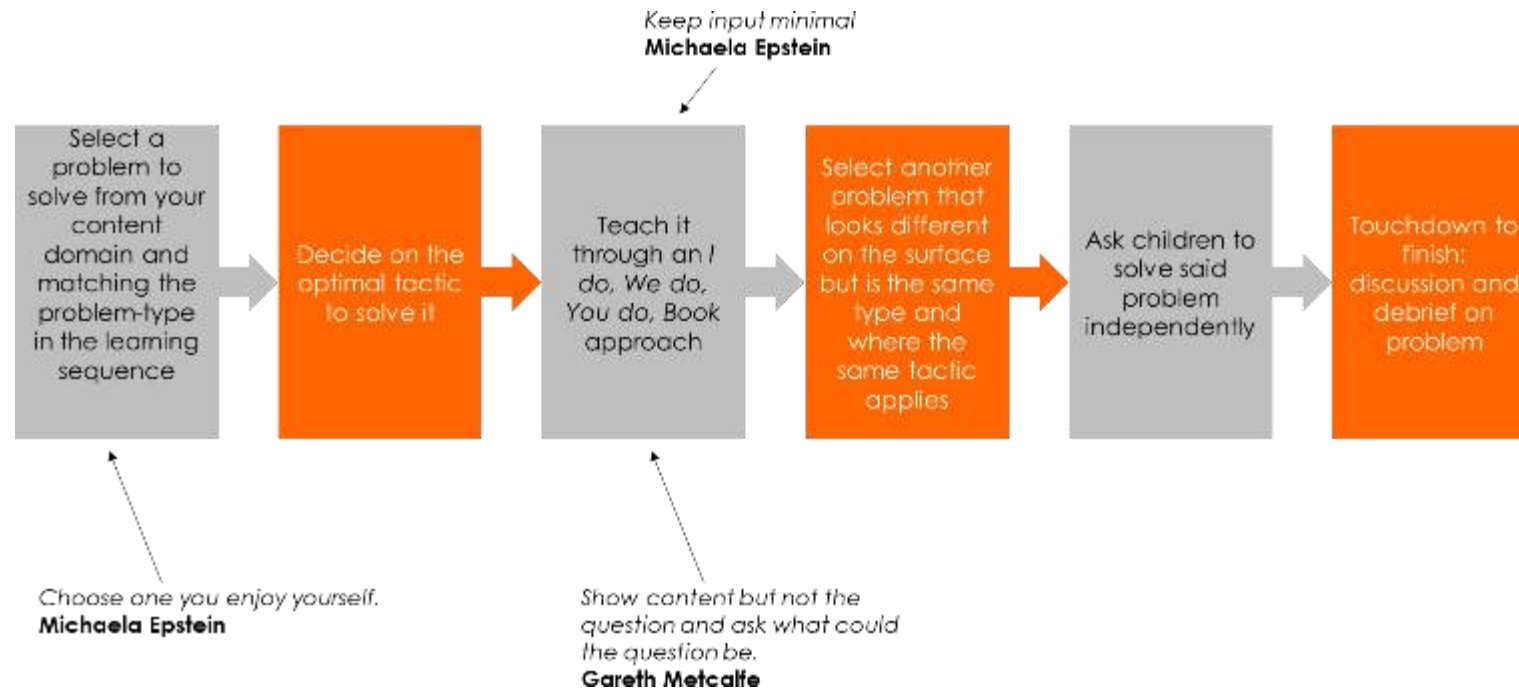 Keep input minimal
Michaela Epstein
Select a
problem to
solve from your
content
domain and
matching the
problem-type
in the learning
sequence
Decide on the
optimal tactic
to solve it
Teach it
through an I
do, We do,
You do, Book
approach
Select another
problem that
looks different
on the surface
but is the same
type and
where the
same tactic
applies
Ask children to
solve said
problem
independently
Touchdown to
finish:
discussion and
debrief on
problem
Choose one you enjoy yourself.
Michaela Epstein
Show content but not the
question and ask what could
the question be.
Gareth Metcalfe